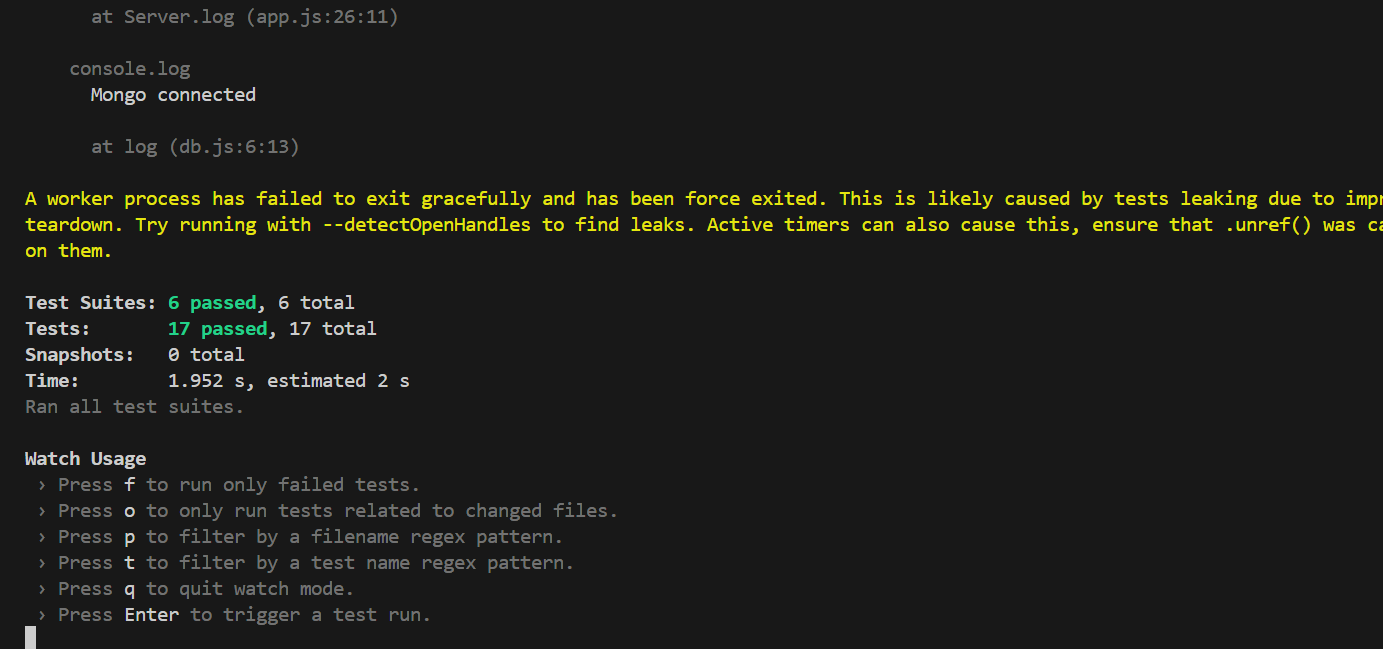 at Server.log (app.js:26:11)
console.log
Mongo connected
at log (db.js:6:13)
A worker process has failed to exit gracefully and has been force exited. This is likely caused by tests leaking due to
teardown. Try running with --detectOpenHandles to find leaks. Active timers can also cause this, ensure that .unref() was
on them.
Test Suites: 6 passed, 6 total
Tests: 17 passed, 17 total
Snapshots: 0 total
Time: 1.952 s, estimated 2 s
Ran all test suites.
Watch Usage
› Press f to run only failed tests.
› Press o to only run tests related to changed files.
› Press p to filter by a filename regex pattern.
› Press t to filter by a test name regex pattern.
› Press q to quit watch mode.
› Press Enter to trigger a test run.